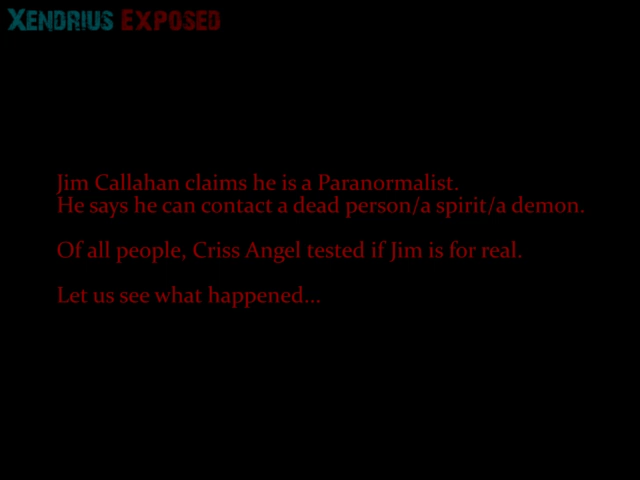 Xendrius Exposed
Jim Callahan claims he is a Paranormalist.
He says he can contact a dead person/a spirit/a demon.
Of all people, Criss Angel tested if Jim is for real.
Let us see what happened...